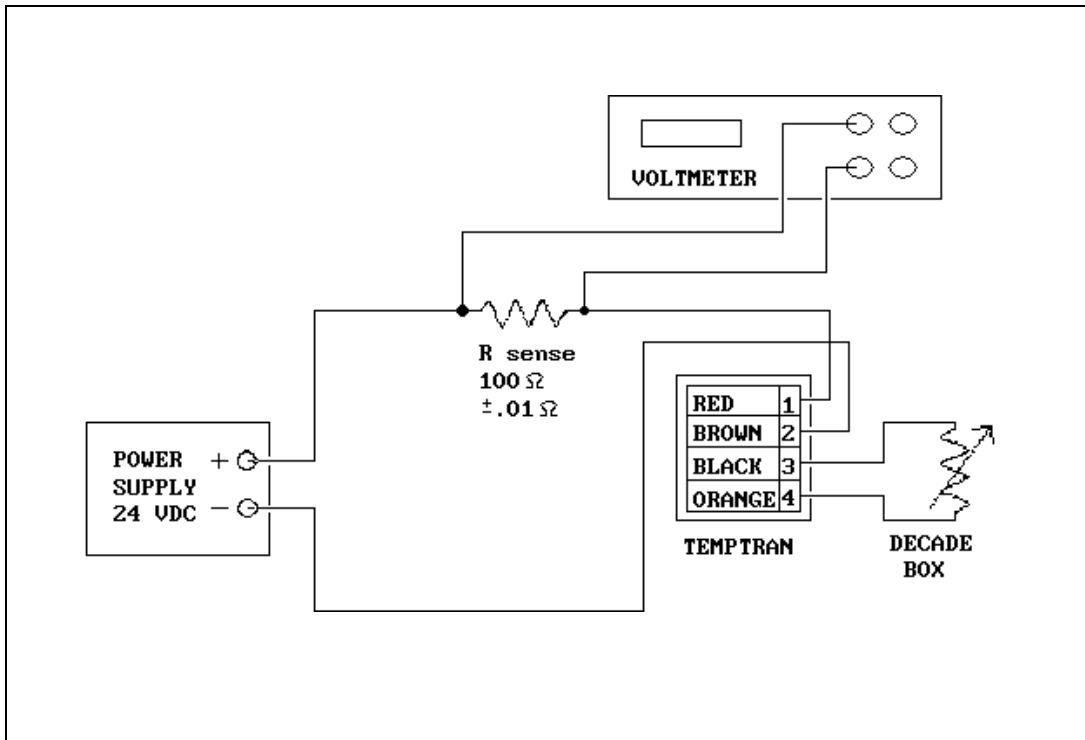 VOLTMETER
R sense
100 Ω
±.01 Ω
POWER +
SUPPLY
24 VDC −
RED 1
BROWN 2
BLACK 3
ORANGE 4
TEMPTRAN
DECADE
BOX